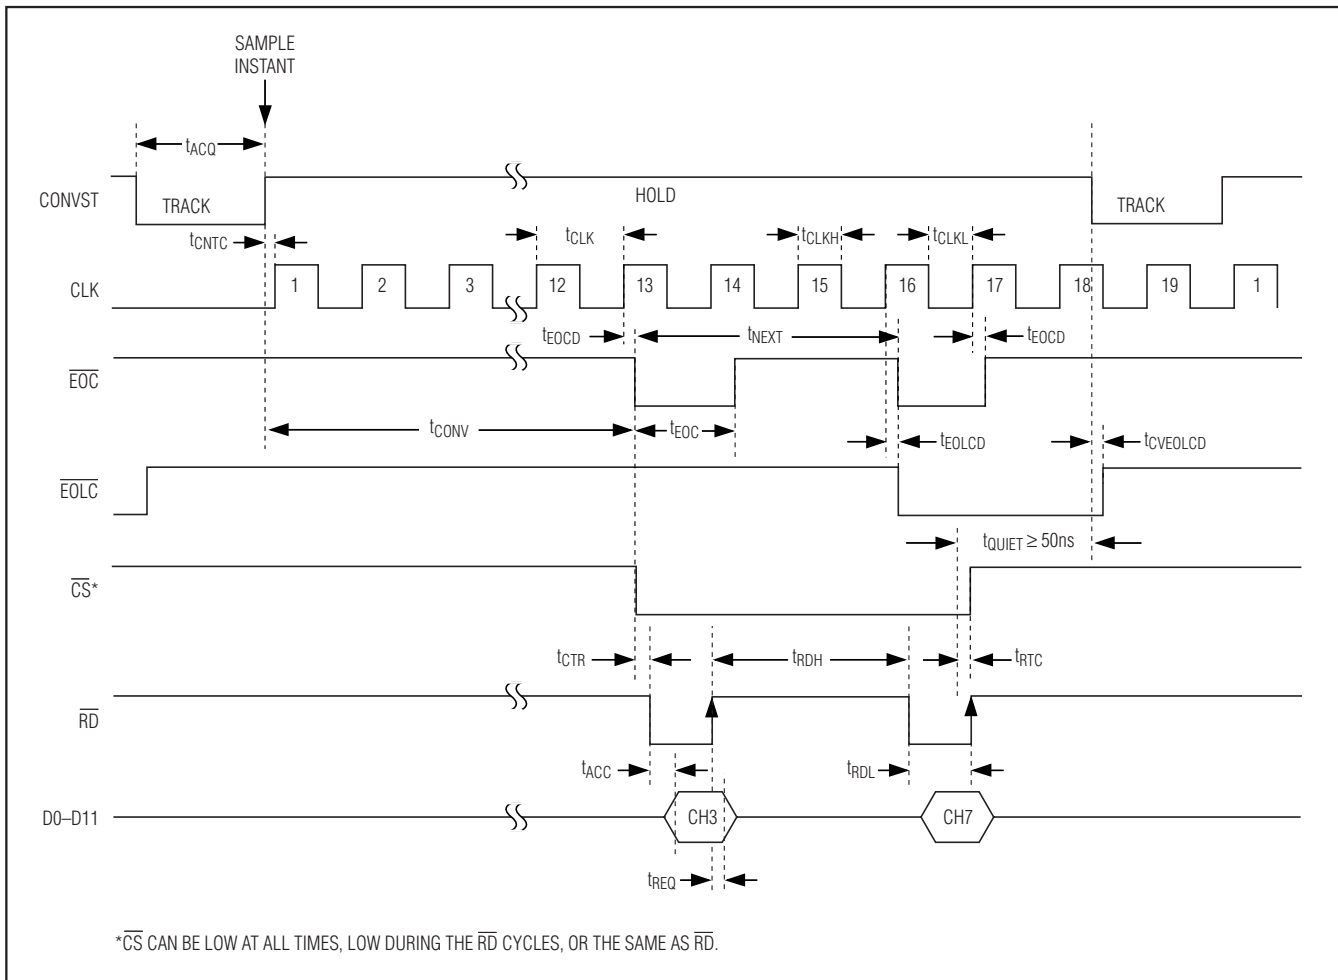 SAMPLE
INSTANT
tACQ
CONVST
TRACK
HOLD
TRACK
tCNTC
tCLK
tCLKH
tCLKL
CLK
1 2 3 12 13 14 15 16 17 18 19 1
tEOCD
tNEXT
tEOCD
EOC
tCONV
tEOC
tEOLCD
tCVEOLCD
EOLC
tQUIET ≥ 50ns
CS*
tCTR
tRDH
tRTC
RD
tACC
tRDL
D0–D11
CH3
CH7
tREQ
*CS CAN BE LOW AT ALL TIMES, LOW DURING THE RD CYCLES, OR THE SAME AS RD.